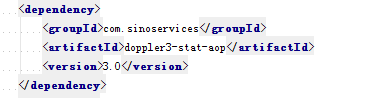 <dependency>
<groupId>com.sinoservices</groupId>
<artifactId>doppler3-stat-aop</artifactId>
<version>3.0</version>
</dependency>